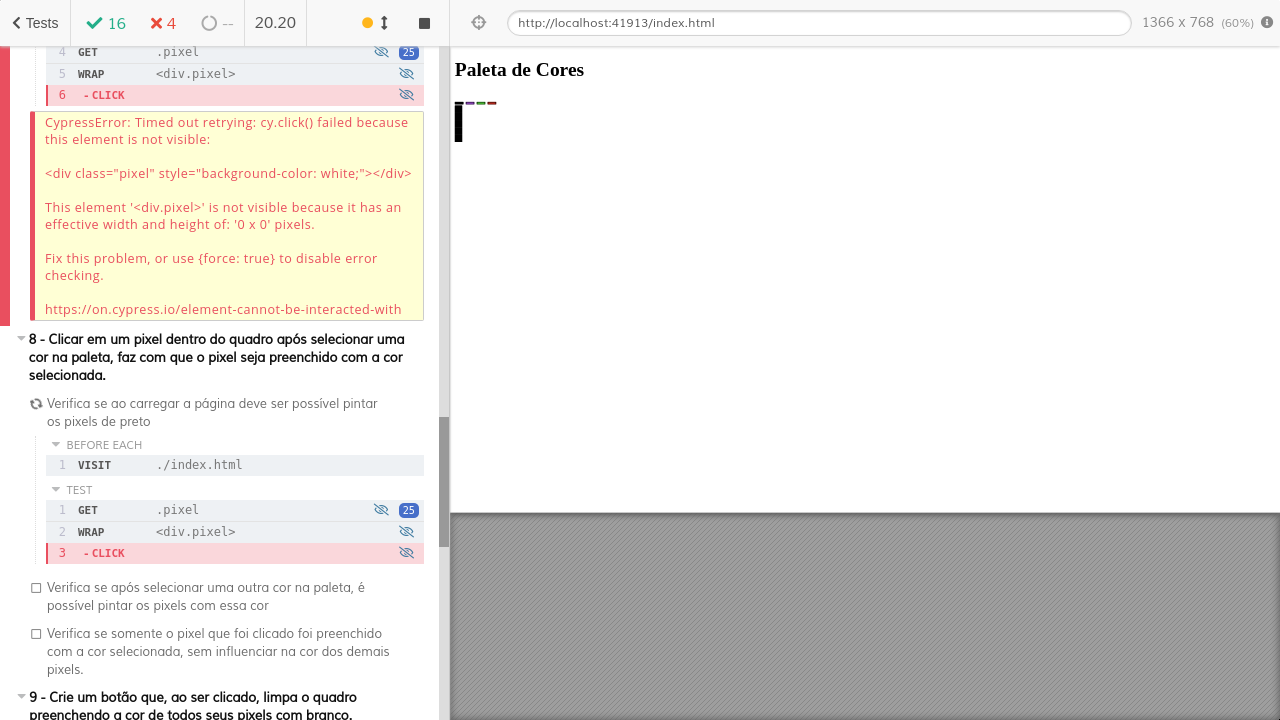 Tests
16
4
--
20.20
http://localhost:41913/index.html
1366 x 768 (60%)
4 GET .pixel 25
5 WRAP <div.pixel>
6 - CLICK
CypressError: Timed out retrying: cy.click() failed because
this element is not visible:
<div class="pixel" style="background-color: white;"></div>
This element '<div.pixel>' is not visible because it has an
effective width and height of: '0 x 0' pixels.
Fix this problem, or use {force: true} to disable error
checking.
https://on.cypress.io/element-cannot-be-interacted-with
8 - Clicar em um pixel dentro do quadro após selecionar uma
cor na paleta, faz com que o pixel seja preenchido com a cor
selecionada.
Verifica se ao carregar a página deve ser possível pintar
os pixels de preto
BEFORE EACH
1 VISIT ./index.html
TEST
1 GET .pixel 25
2 WRAP <div.pixel>
3 - CLICK
Verifica se após selecionar uma outra cor na paleta, é
possível pintar os pixels com essa cor
Verifica se somente o pixel que foi clicado foi preenchido
com a cor selecionada, sem influenciar na cor dos demais
pixels.
9 - Crie um botão que, ao ser clicado, limpa o quadro
preenchendo a cor de todos seus pixels com branco.
Paleta de Cores